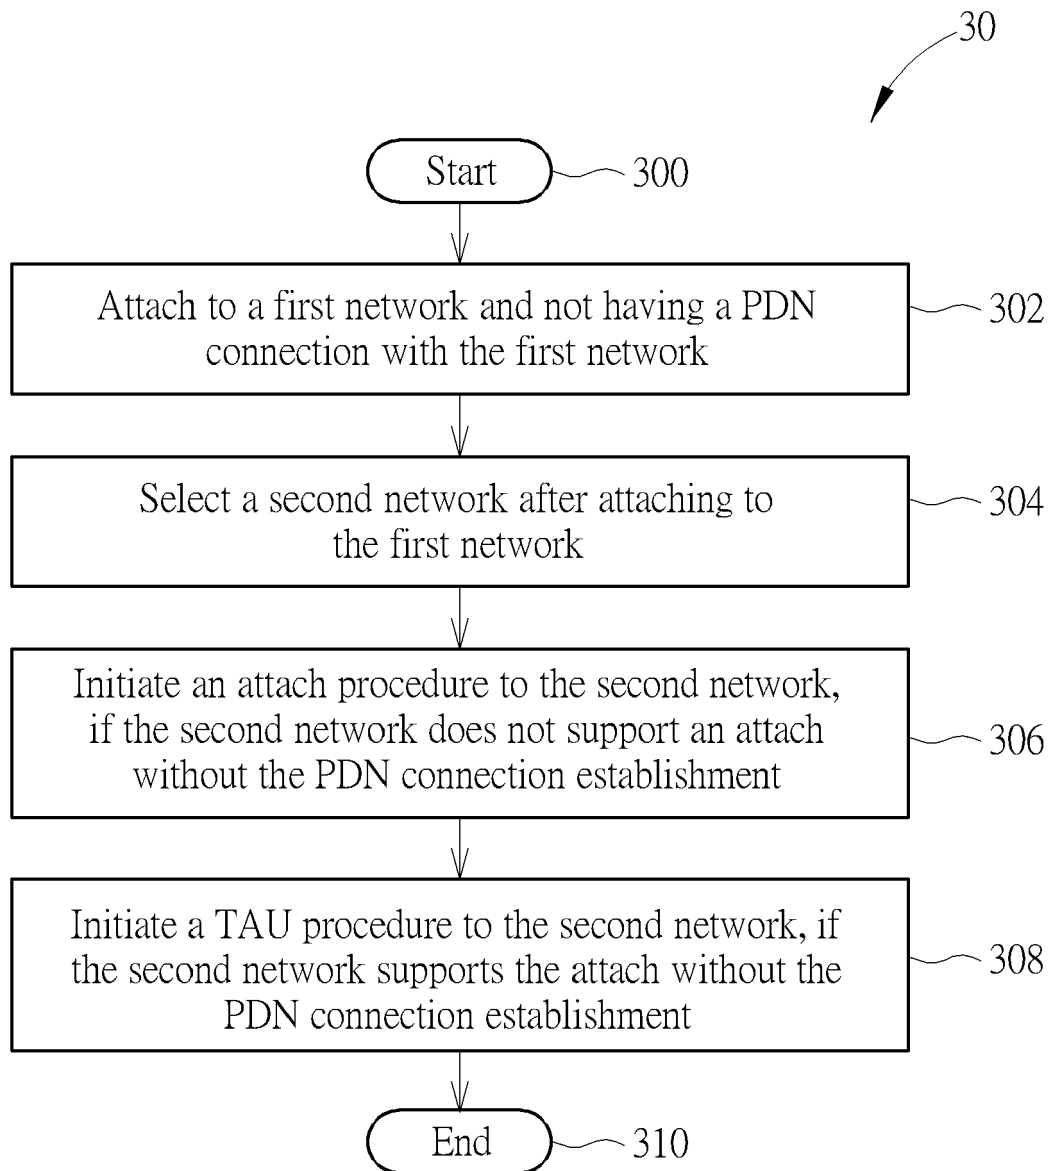 30
Start
300
Attach to a first network and not having a PDN
connection with the first network
302
Select a second network after attaching to
the first network
304
Initiate an attach procedure to the second network,
if the second network does not support an attach
without the PDN connection establishment
306
Initiate a TAU procedure to the second network, if
the second network supports the attach without the
PDN connection establishment
308
End
310